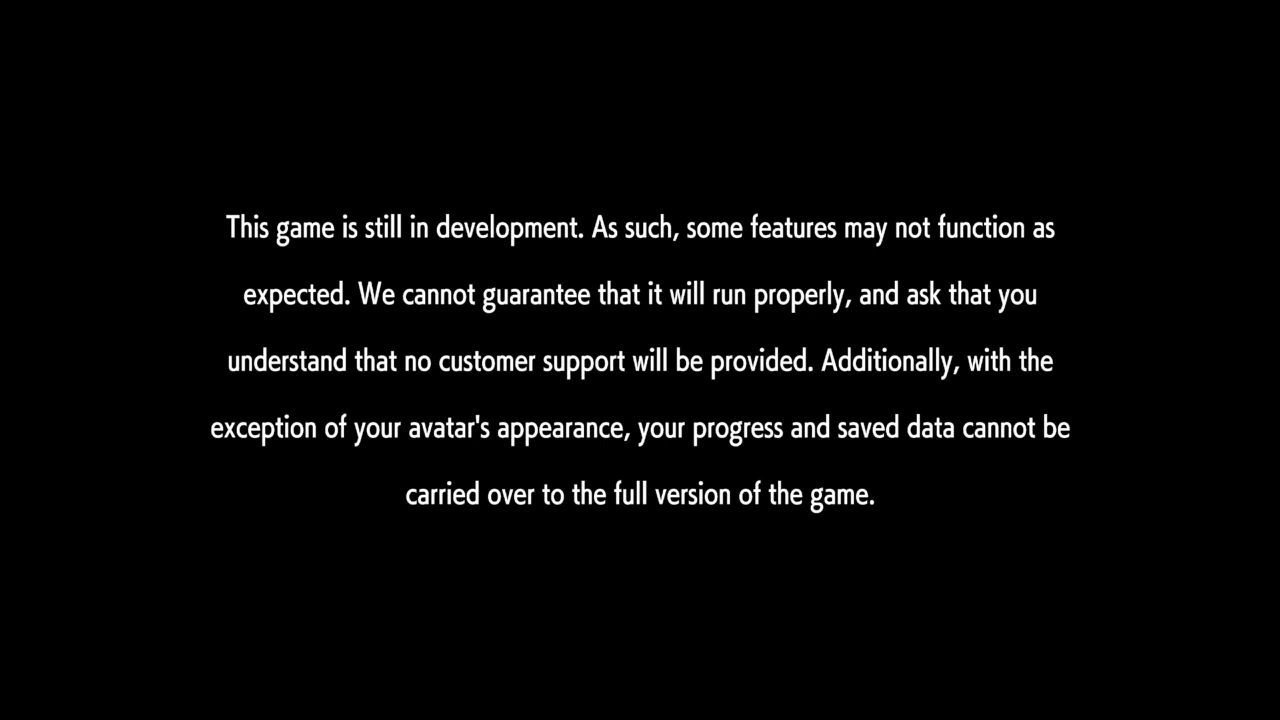 This game is still in development. As such, some features may not function as
expected. We cannot guarantee that it will run properly, and ask that you
understand that no customer support will be provided. Additionally, with the
exception of your avatar's appearance, your progress and saved data cannot be
carried over to the full version of the game.